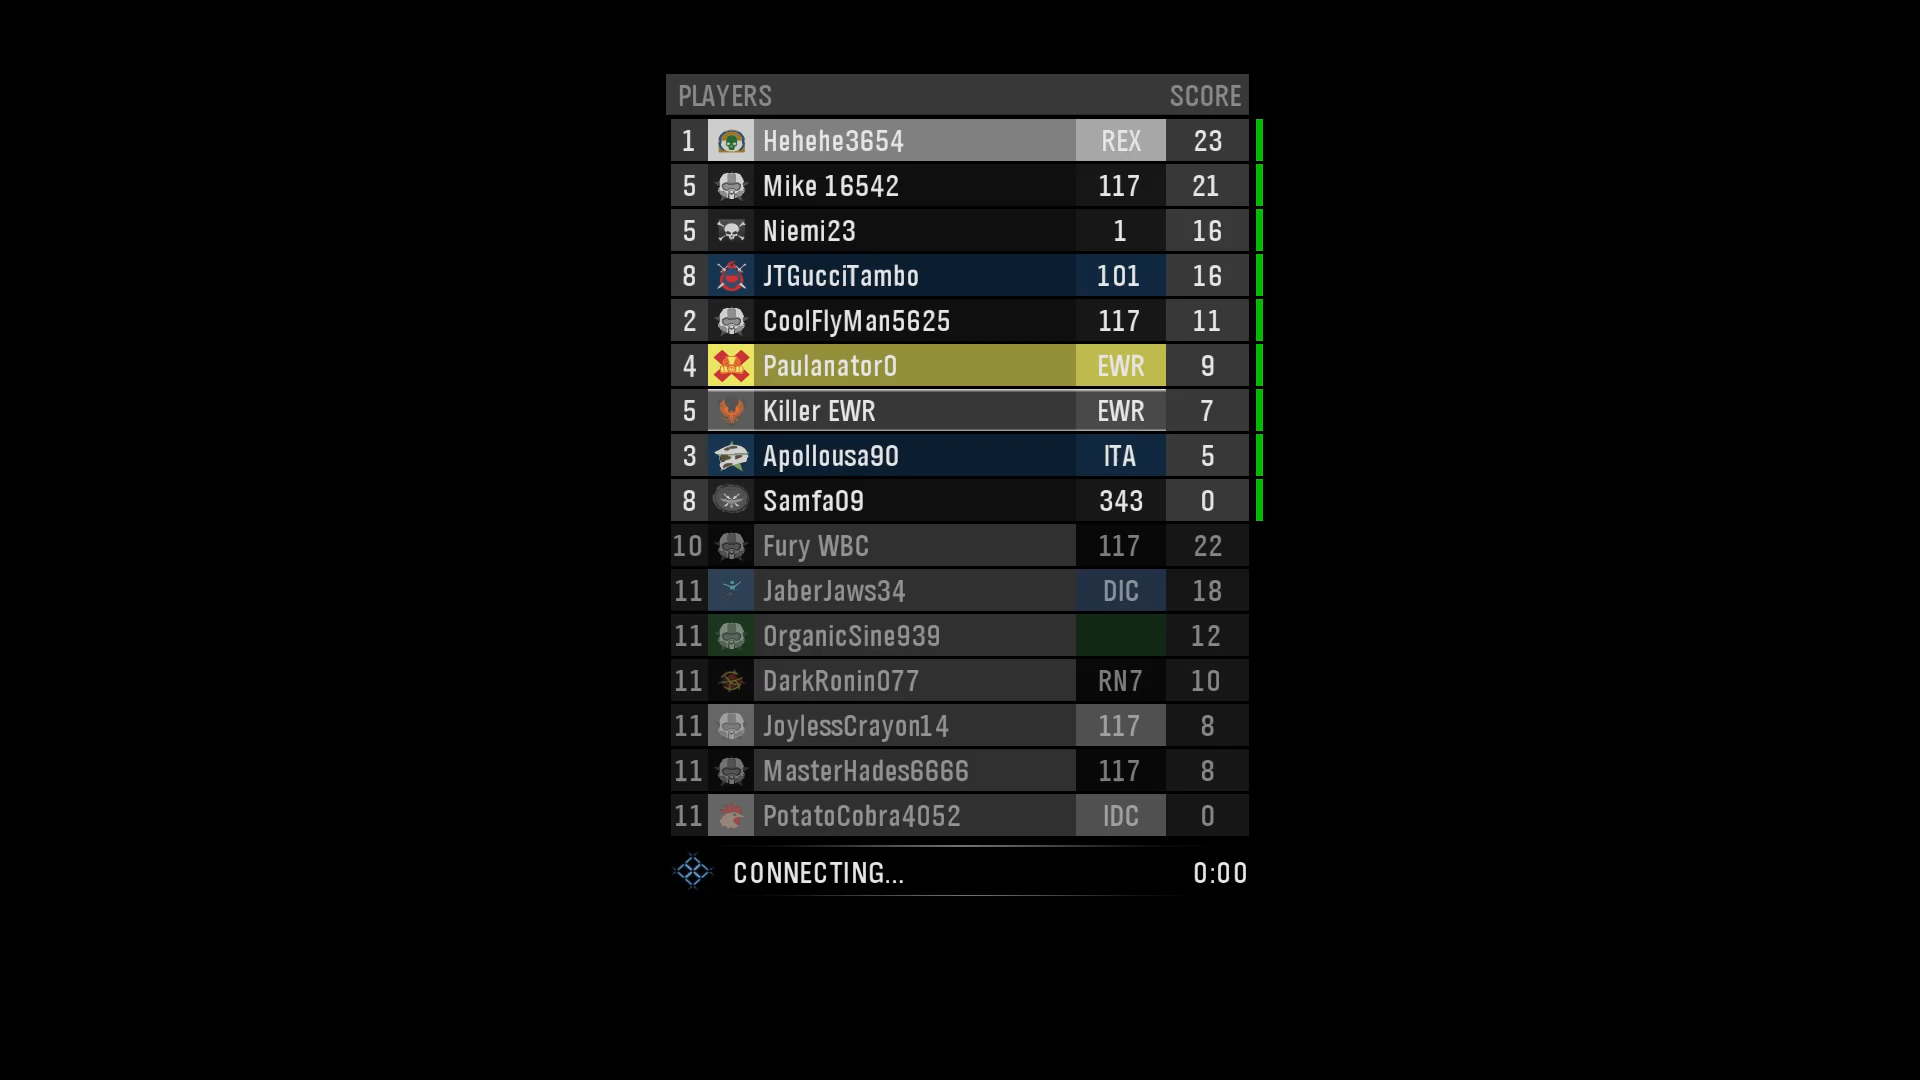 PLAYERS SCORE
1 Hehehe3654 REX 23
5 Mike 16542 117 21
5 Niemi23 1 16
8 JTGucciTambo 101 16
2 CoolFlyMan5625 117 11
4 Paulanator0 EWR 9
5 Killer EWR EWR 7
3 Apollousa90 ITA 5
8 Samfa09 343 0
10 Fury WBC 117 22
11 JaberJaws34 DIC 18
11 OrganicSine939 12
11 DarkRonin077 RN7 10
11 JoylessCrayon14 117 8
11 MasterHades6666 117 8
11 PotatoCobra4052 IDC 0
CONNECTING... 0:00